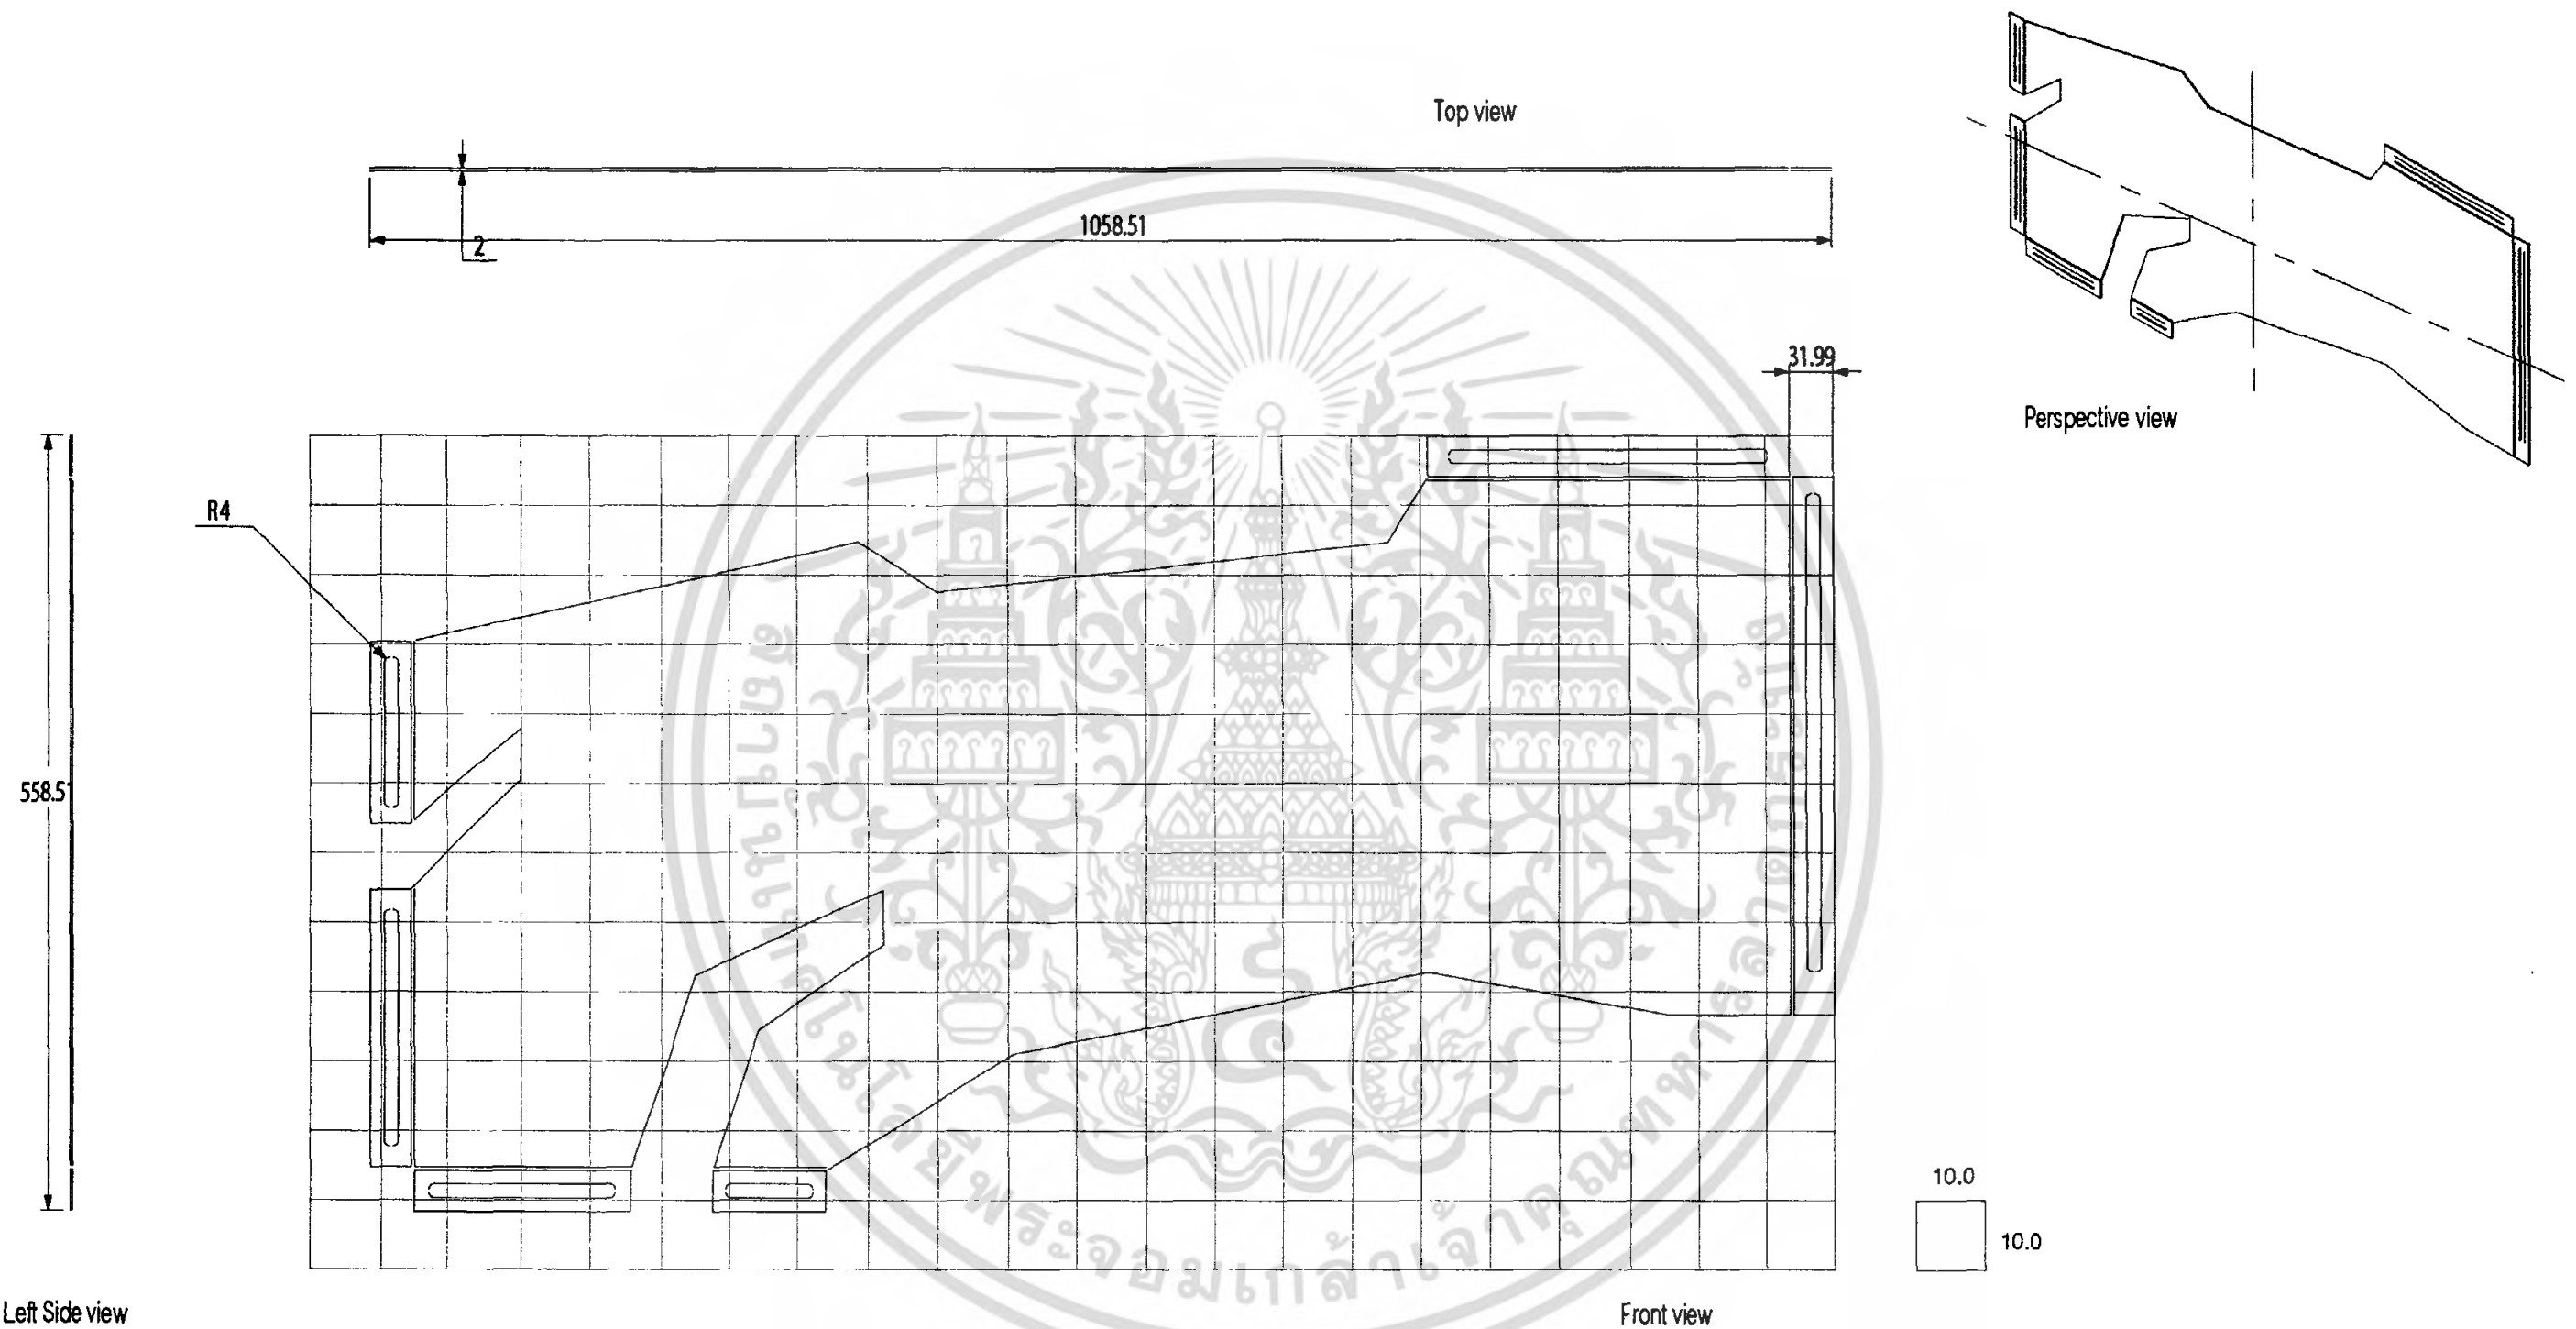 Top view
1058.51
2
31.99
Perspective view
R4
558.51
10.0
10.0
Left Side view
Front view